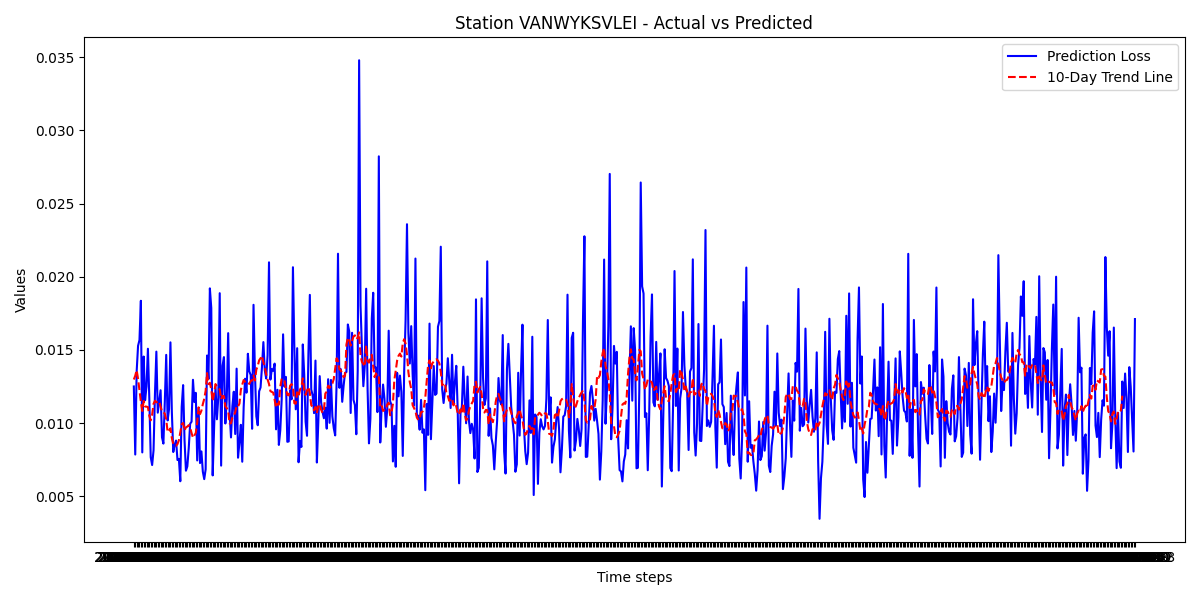 Station VANWYKSVLEI - Actual vs Predicted
Prediction Loss
10-Day Trend Line
Values
0.035
0.030
0.025
0.020
0.015
0.010
0.005
Time steps